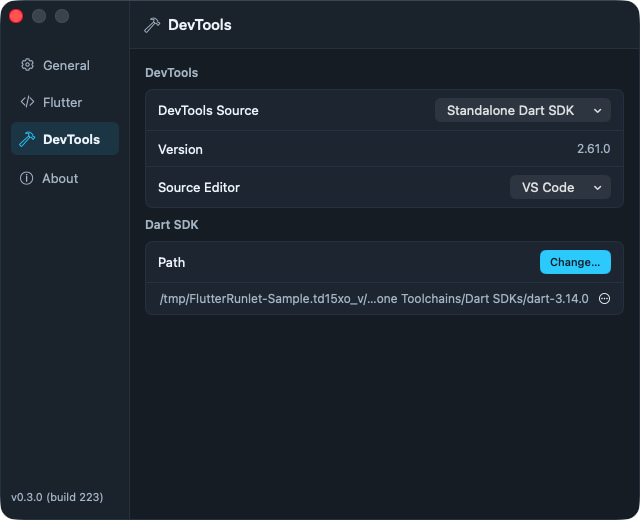 DevTools
General
Flutter
DevTools
About
DevTools
DevTools Source
Standalone Dart SDK
Version
2.61.0
Source Editor
VS Code
Dart SDK
Path
Change...
/tmp/FlutterRunlet-Sample.td15xo_v/...one Toolchains/Dart SDKs/dart-3.14.0
v0.3.0 (build 223)